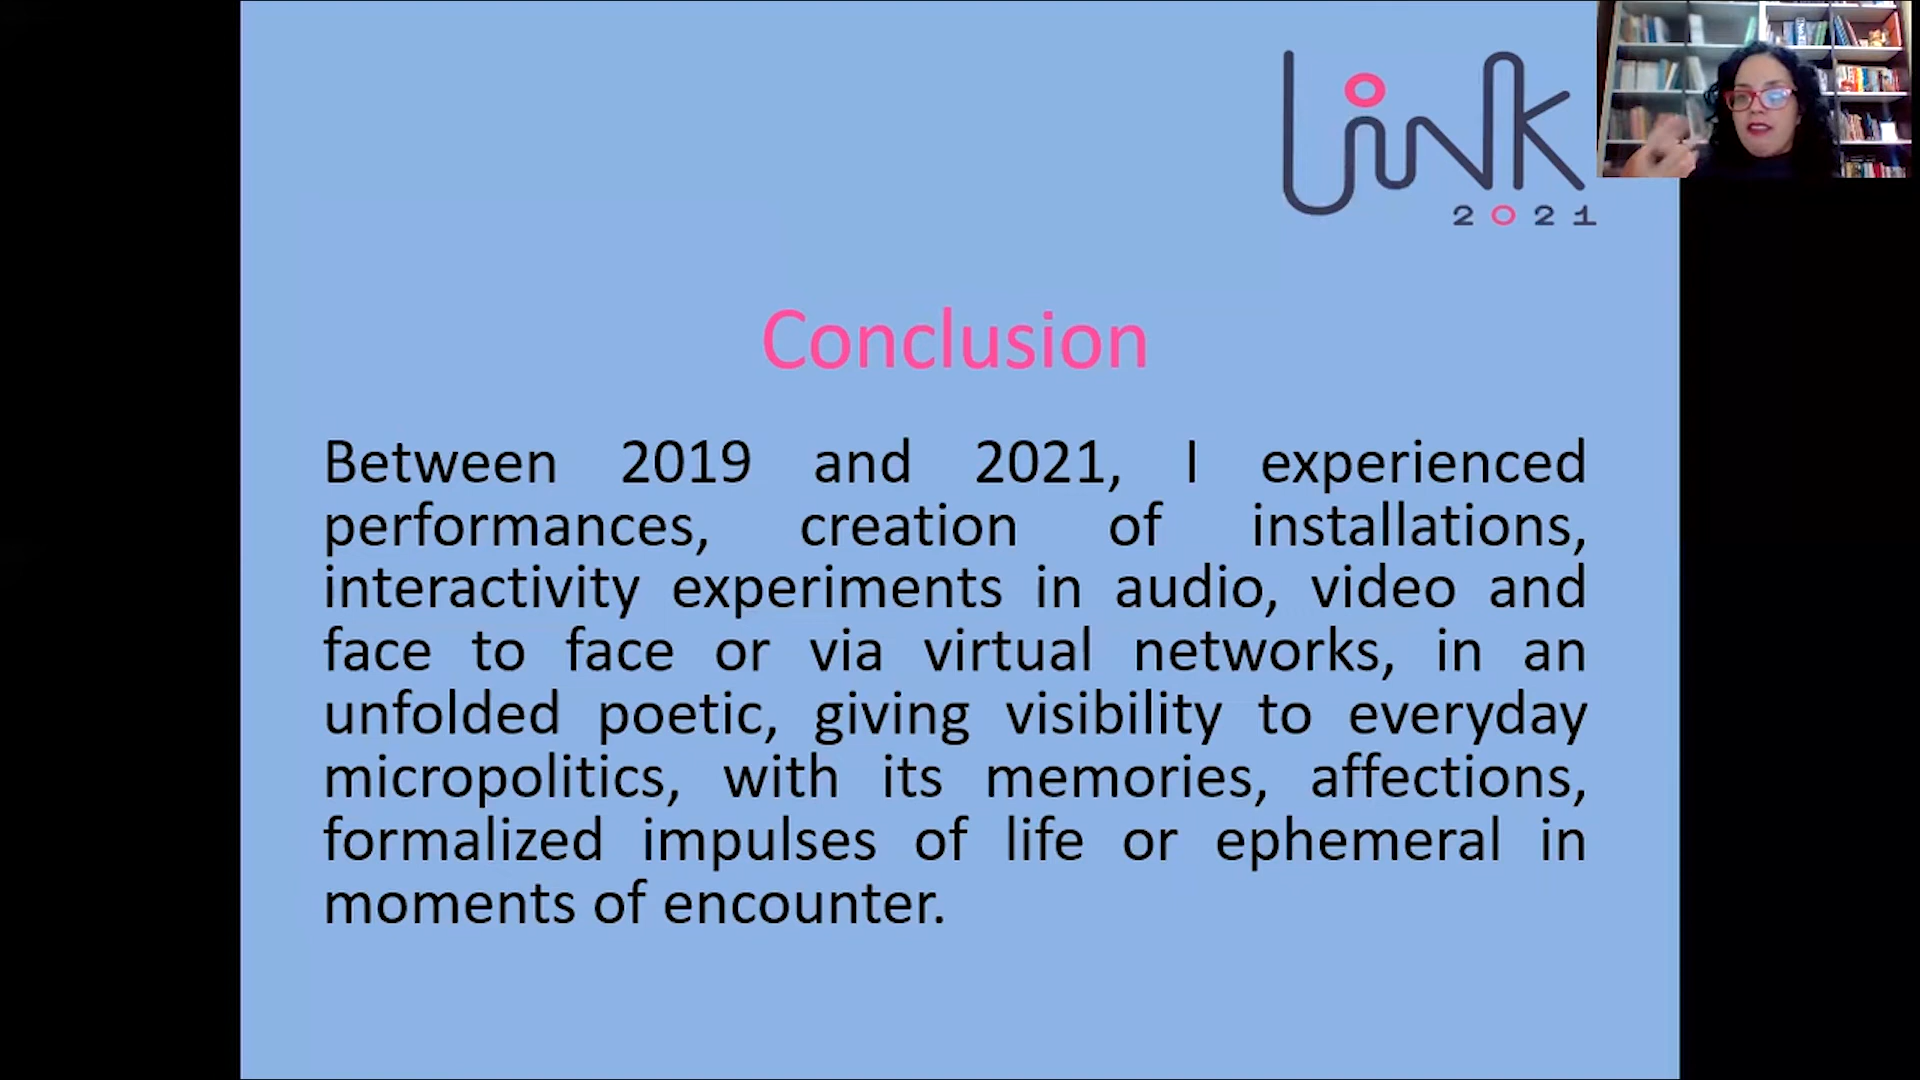 Link
2021
Conclusion
Between 2019 and 2021, I experienced
performances, creation of installations,
interactivity experiments in audio, video and
face to face or via virtual networks, in an
unfolded poetic, giving visibility to everyday
micropolitics, with its memories, affections,
formalized impulses of life or ephemeral in
moments of encounter.